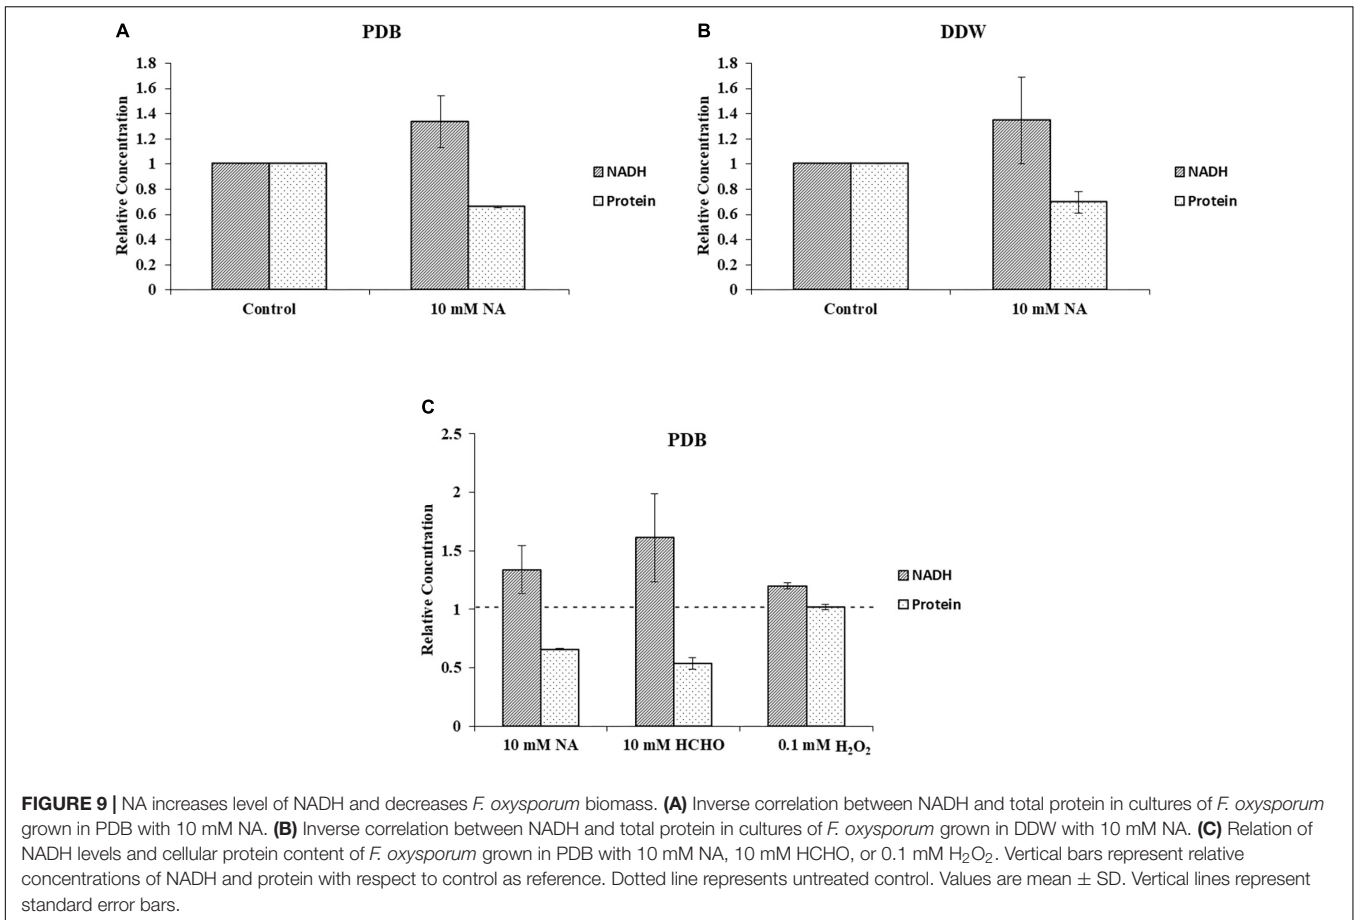 A
PDB
Relative Concentration
1.8
1.6
1.4
1.2
1
0.8
0.6
0.4
0.2
0
Control
10 mM NA
NADH
Protein
B
DDW
Relative Concentration
1.8
1.6
1.4
1.2
1
0.8
0.6
0.4
0.2
0
Control
10 mM NA
NADH
Protein
C
PDB
Relative Concntration
2.5
2
1.5
1
0.5
0
10 mM NA
10 mM HCHO
0.1 mM H₂O₂
NADH
Protein
FIGURE 9 | NA increases level of NADH and decreases F. oxysporum biomass. (A) Inverse correlation between NADH and total protein in cultures of F. oxysporum
grown in PDB with 10 mM NA. (B) Inverse correlation between NADH and total protein in cultures of F. oxysporum grown in DDW with 10 mM NA. (C) Relation of
NADH levels and cellular protein content of F. oxysporum grown in PDB with 10 mM NA, 10 mM HCHO, or 0.1 mM H₂O₂. Vertical bars represent relative
concentrations of NADH and protein with respect to control as reference. Dotted line represents untreated control. Values are mean ± SD. Vertical lines represent
standard error bars.